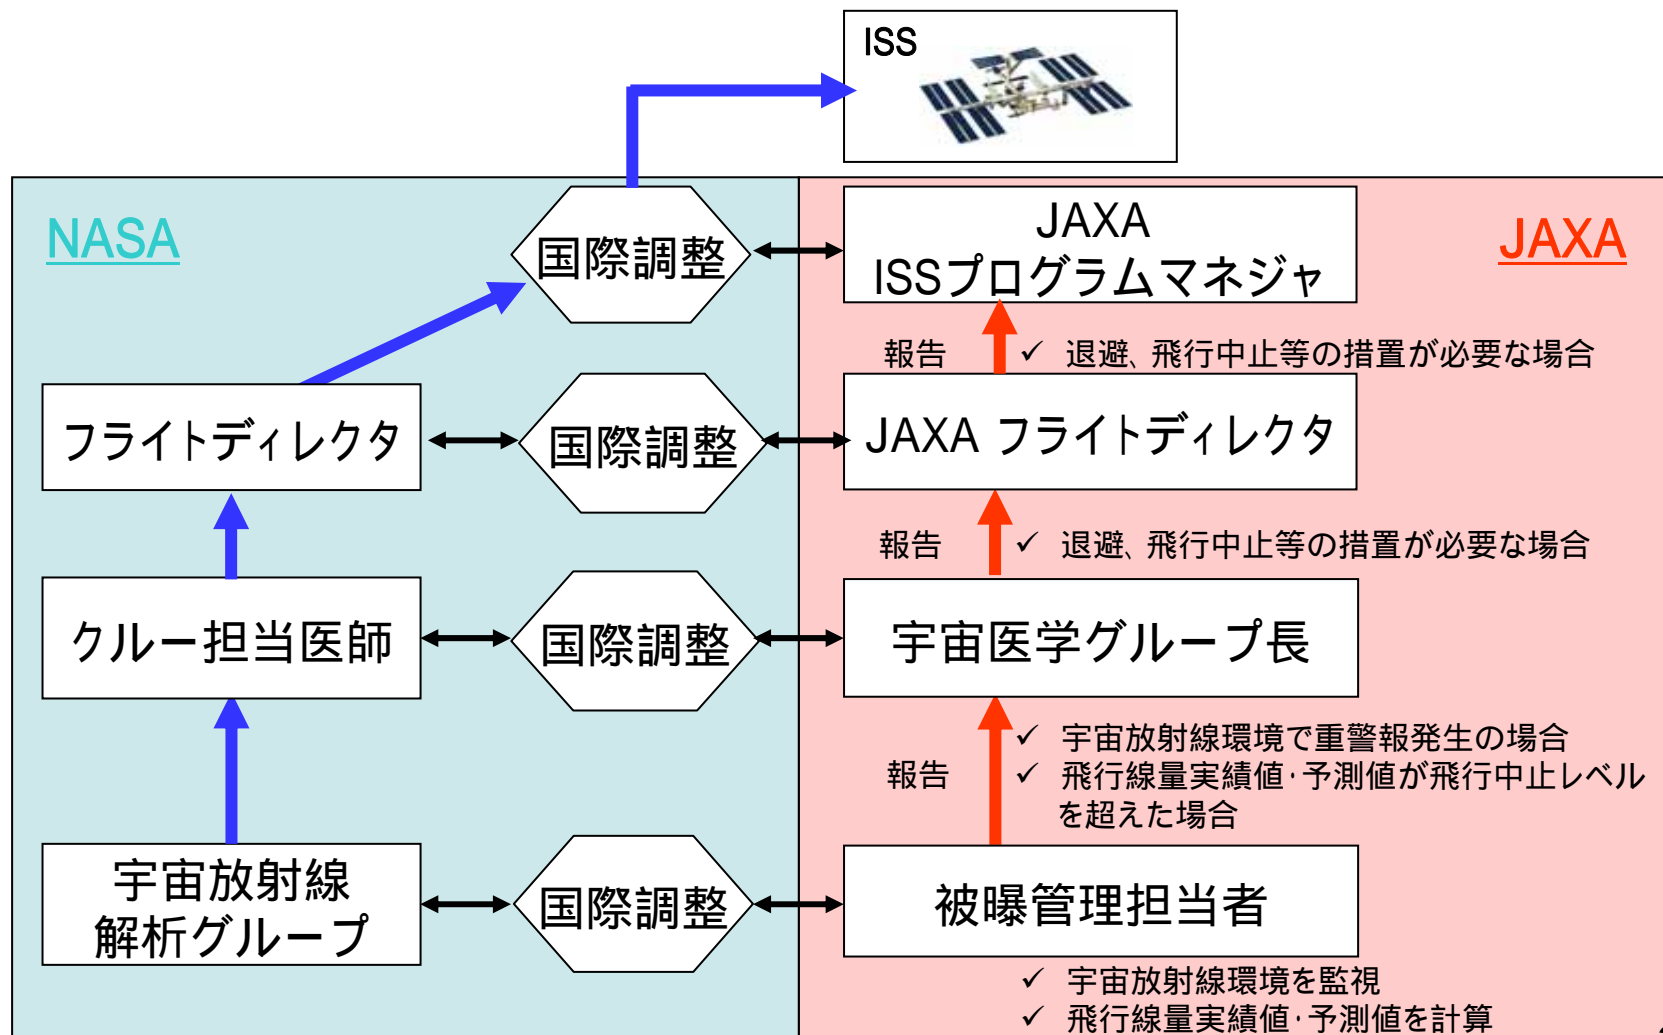 ISS
NASA
国際調整
JAXA
ISSプログラムマネジャ
JAXA
報告
✓ 退避、飛行中止等の措置が必要な場合
フライトディレクタ
国際調整
JAXA フライトディレクタ
報告
✓ 退避、飛行中止等の措置が必要な場合
クルー担当医師
国際調整
宇宙医学グループ長
報告
✓ 宇宙放射線環境で重警報発生の場合
✓ 飛行線量実績値・予測値が飛行中止レベル
を超えた場合
宇宙放射線
解析グループ
国際調整
被曝管理担当者
✓ 宇宙放射線環境を監視
✓ 飛行線量実績値・予測値を計算